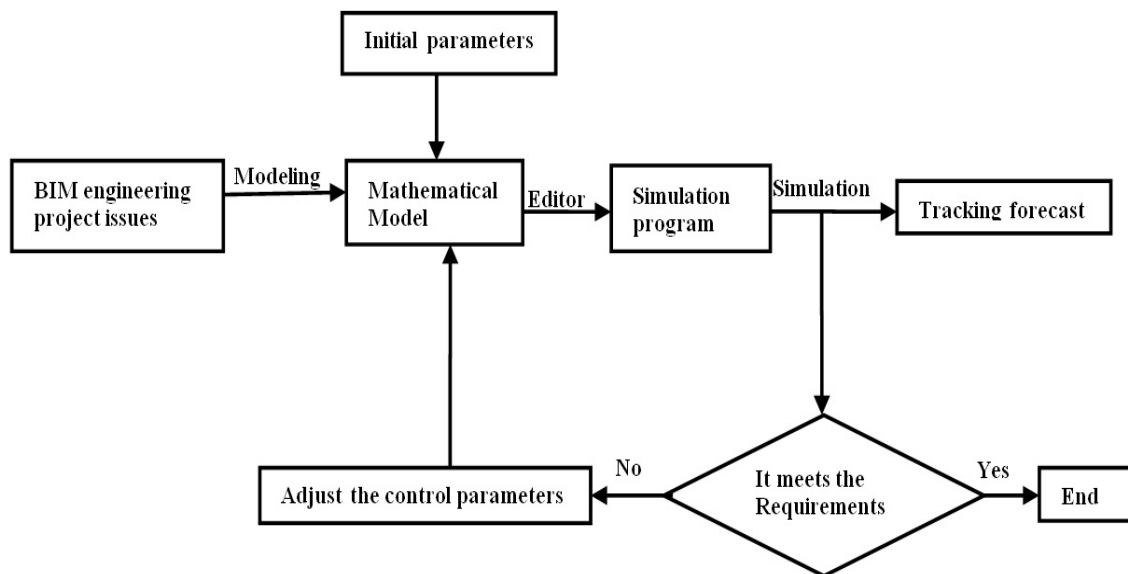 Initial parameters
BIM engineering
project issues
Modeling
Mathematical
Model
Editor
Simulation
program
Simulation
Tracking forecast
Adjust the control parameters
No
It meets the
Requirements
Yes
End